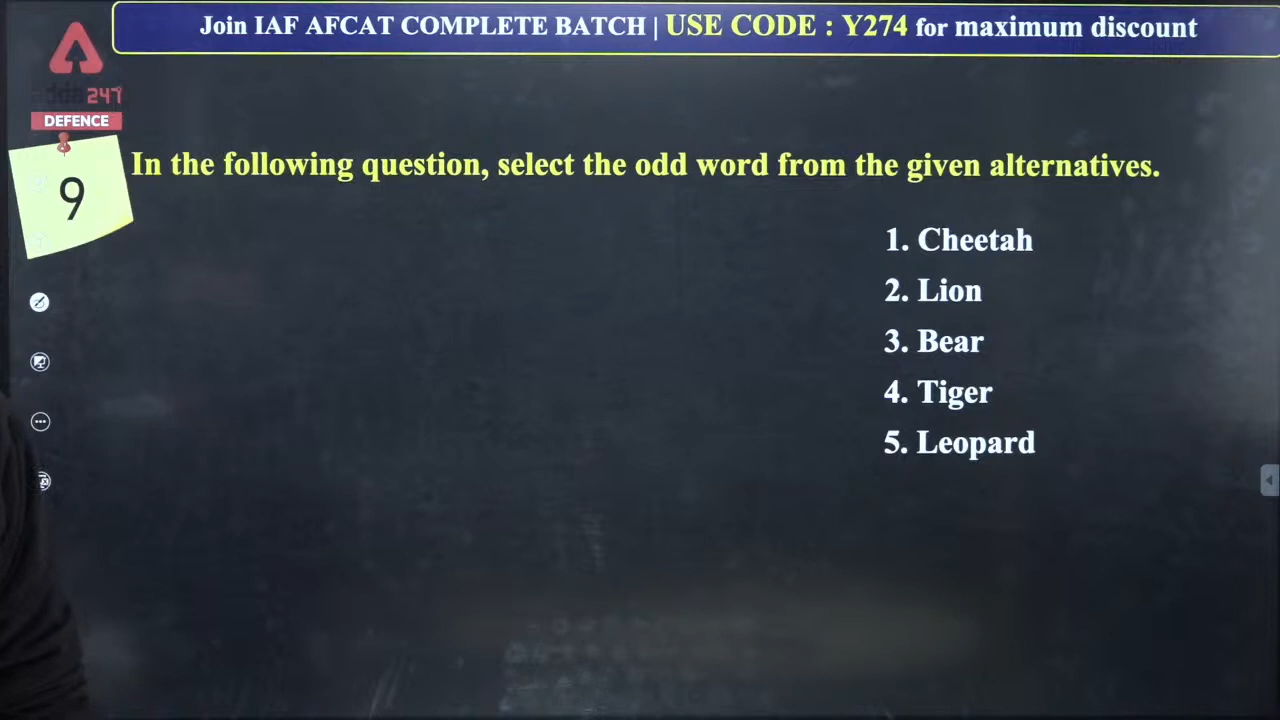 Join IAF AFCAT COMPLETE BATCH | USE CODE : Y274 for maximum discount
adda247
DEFENCE
9
In the following question, select the odd word from the given alternatives.
1. Cheetah
2. Lion
3. Bear
4. Tiger
5. Leopard